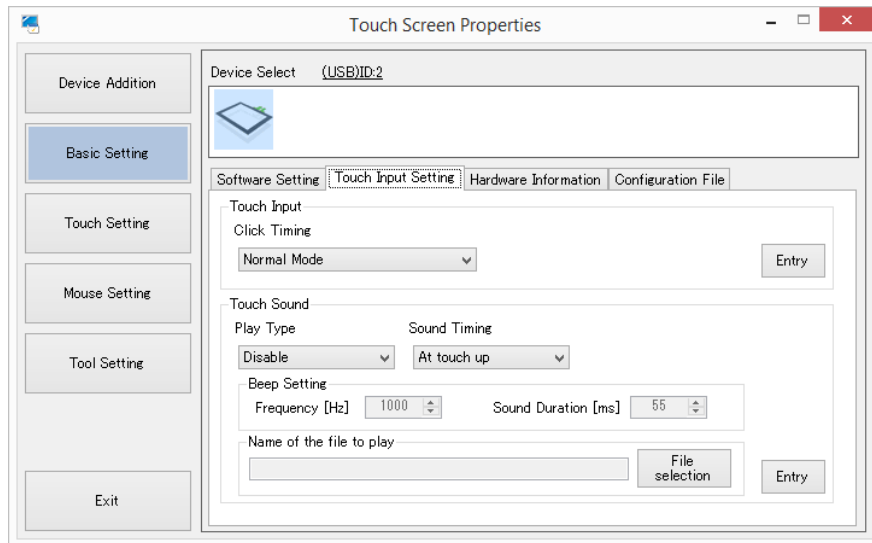 Touch Screen Properties
Device Addition
Basic Setting
Touch Setting
Mouse Setting
Tool Setting
Exit
Device Select (USB)ID:2
Software Setting Touch Input Setting Hardware Information Configuration File
Touch Input
Click Timing
Normal Mode
Entry
Touch Sound
Play Type Sound Timing
Disable At touch up
Beep Setting
Frequency [Hz] 1000 Sound Duration [ms] 55
Name of the file to play
File
selection
Entry